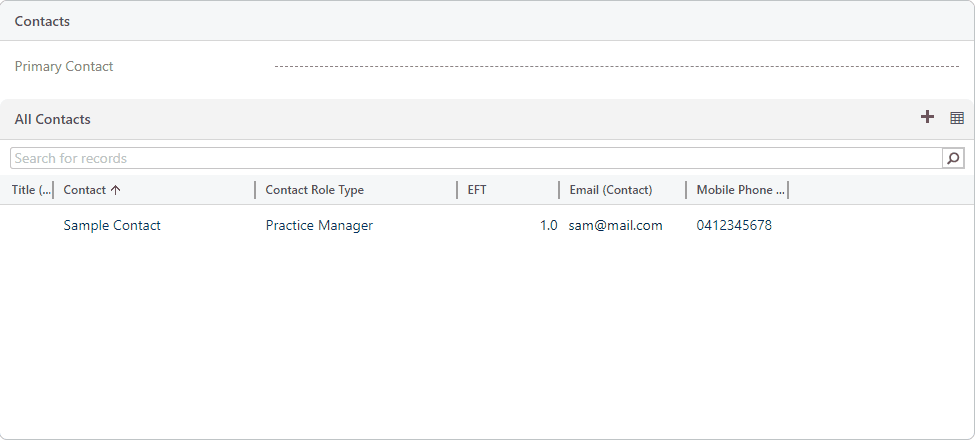 Contacts
Primary Contact
All Contacts
Search for records
Title (... Contact Contact Role Type EFT Email (Contact) Mobile Phone ...
Sample Contact Practice Manager 1.0 sam@mail.com 0412345678